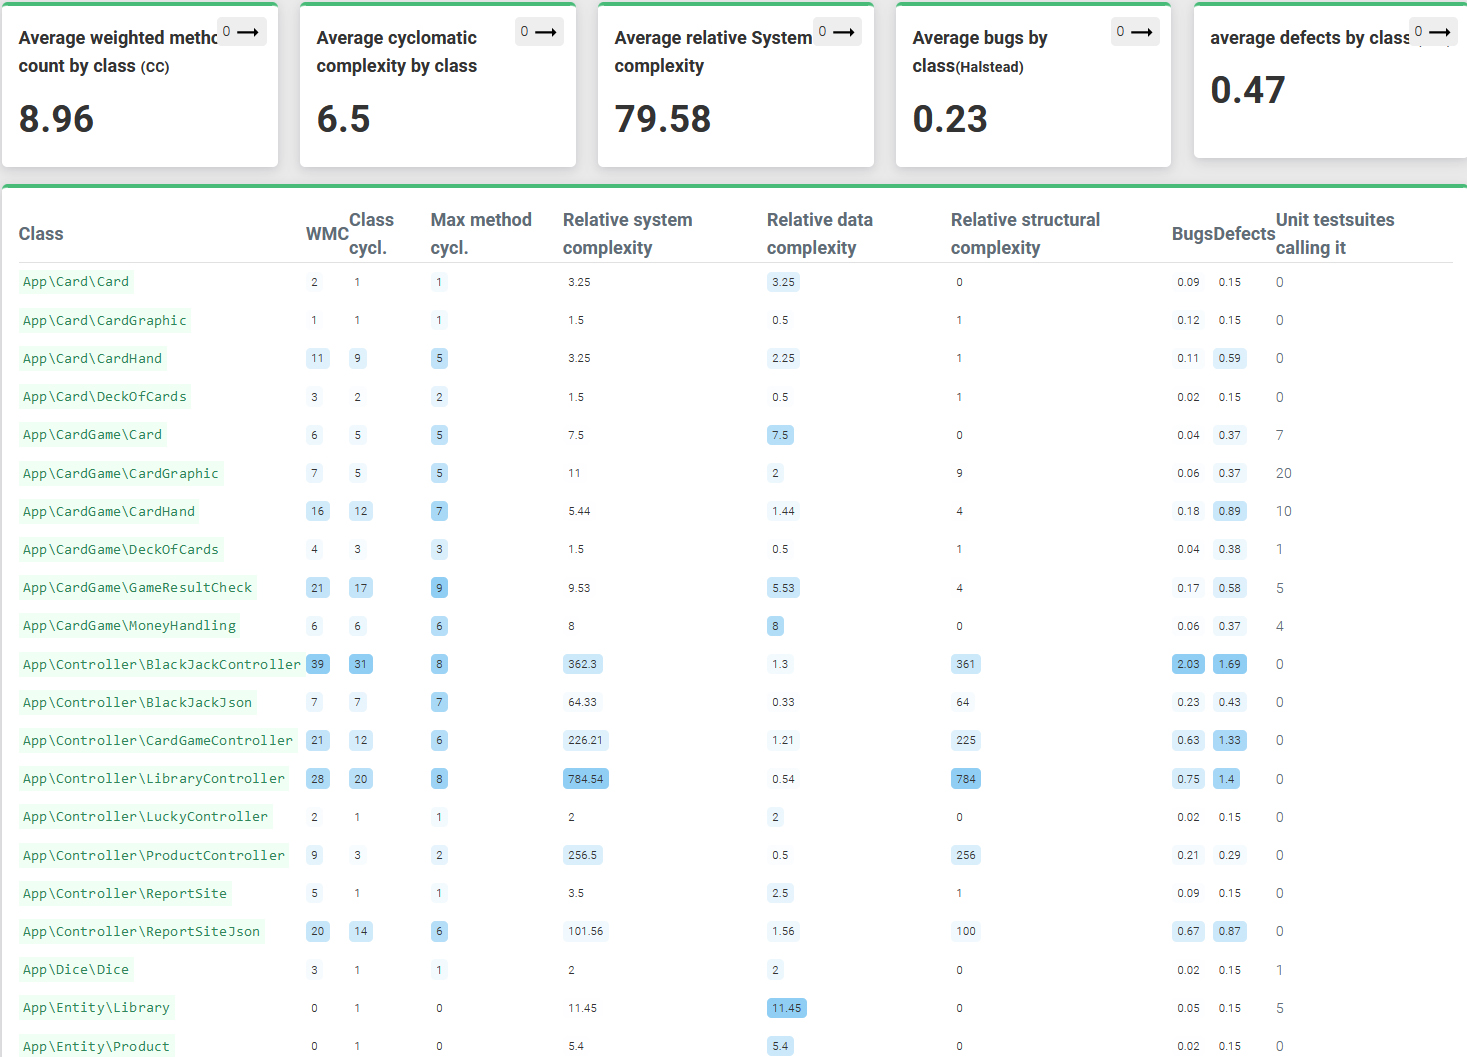 Average weighted metho 0 →
count by class (CC)
8.96
Average cyclomatic 0 →
complexity by class
6.5
Average relative System 0 →
complexity
79.58
Average bugs by 0 →
class(Halstead)
0.23
average defects by class 0 →
0.47
Class WMC Class cycl. Max method cycl. Relative system complexity Relative data complexity Relative structural complexity Bugs Defects Unit testsuites calling it
App\Card\Card 2 1 1 3.25 3.25 0 0.09 0.15 0
App\Card\CardGraphic 1 1 1 1.5 0.5 1 0.12 0.15 0
App\Card\CardHand 11 9 5 3.25 2.25 1 0.11 0.59 0
App\Card\DeckOfCards 3 2 2 1.5 0.5 1 0.02 0.15 0
App\CardGame\Card 6 5 5 7.5 7.5 0 0.04 0.37 7
App\CardGame\CardGraphic 7 5 5 11 2 9 0.06 0.37 20
App\CardGame\CardHand 16 12 7 5.44 1.44 4 0.18 0.89 10
App\CardGame\DeckOfCards 4 3 3 1.5 0.5 1 0.04 0.38 1
App\CardGame\GameResultCheck 21 17 9 9.53 5.53 4 0.17 0.58 5
App\CardGame\MoneyHandling 6 6 6 8 8 0 0.06 0.37 4
App\Controller\BlackJackController 39 31 8 362.3 1.3 361 2.03 1.69 0
App\Controller\BlackJackJson 7 7 7 64.33 0.33 64 0.23 0.43 0
App\Controller\CardGameController 21 12 6 226.21 1.21 225 0.63 1.33 0
App\Controller\LibraryController 28 20 8 784.54 0.54 784 0.75 1.4 0
App\Controller\LuckyController 2 1 1 2 2 0 0.02 0.15 0
App\Controller\ProductController 9 3 2 256.5 0.5 256 0.21 0.29 0
App\Controller\ReportSite 5 1 1 3.5 2.5 1 0.09 0.15 0
App\Controller\ReportSiteJson 20 14 6 101.56 1.56 100 0.67 0.87 0
App\Dice\Dice 3 1 1 2 2 0 0.02 0.15 1
App\Entity\Library 0 1 0 11.45 11.45 0 0.05 0.15 5
App\Entity\Product 0 1 0 5.4 5.4 0 0.02 0.15 0